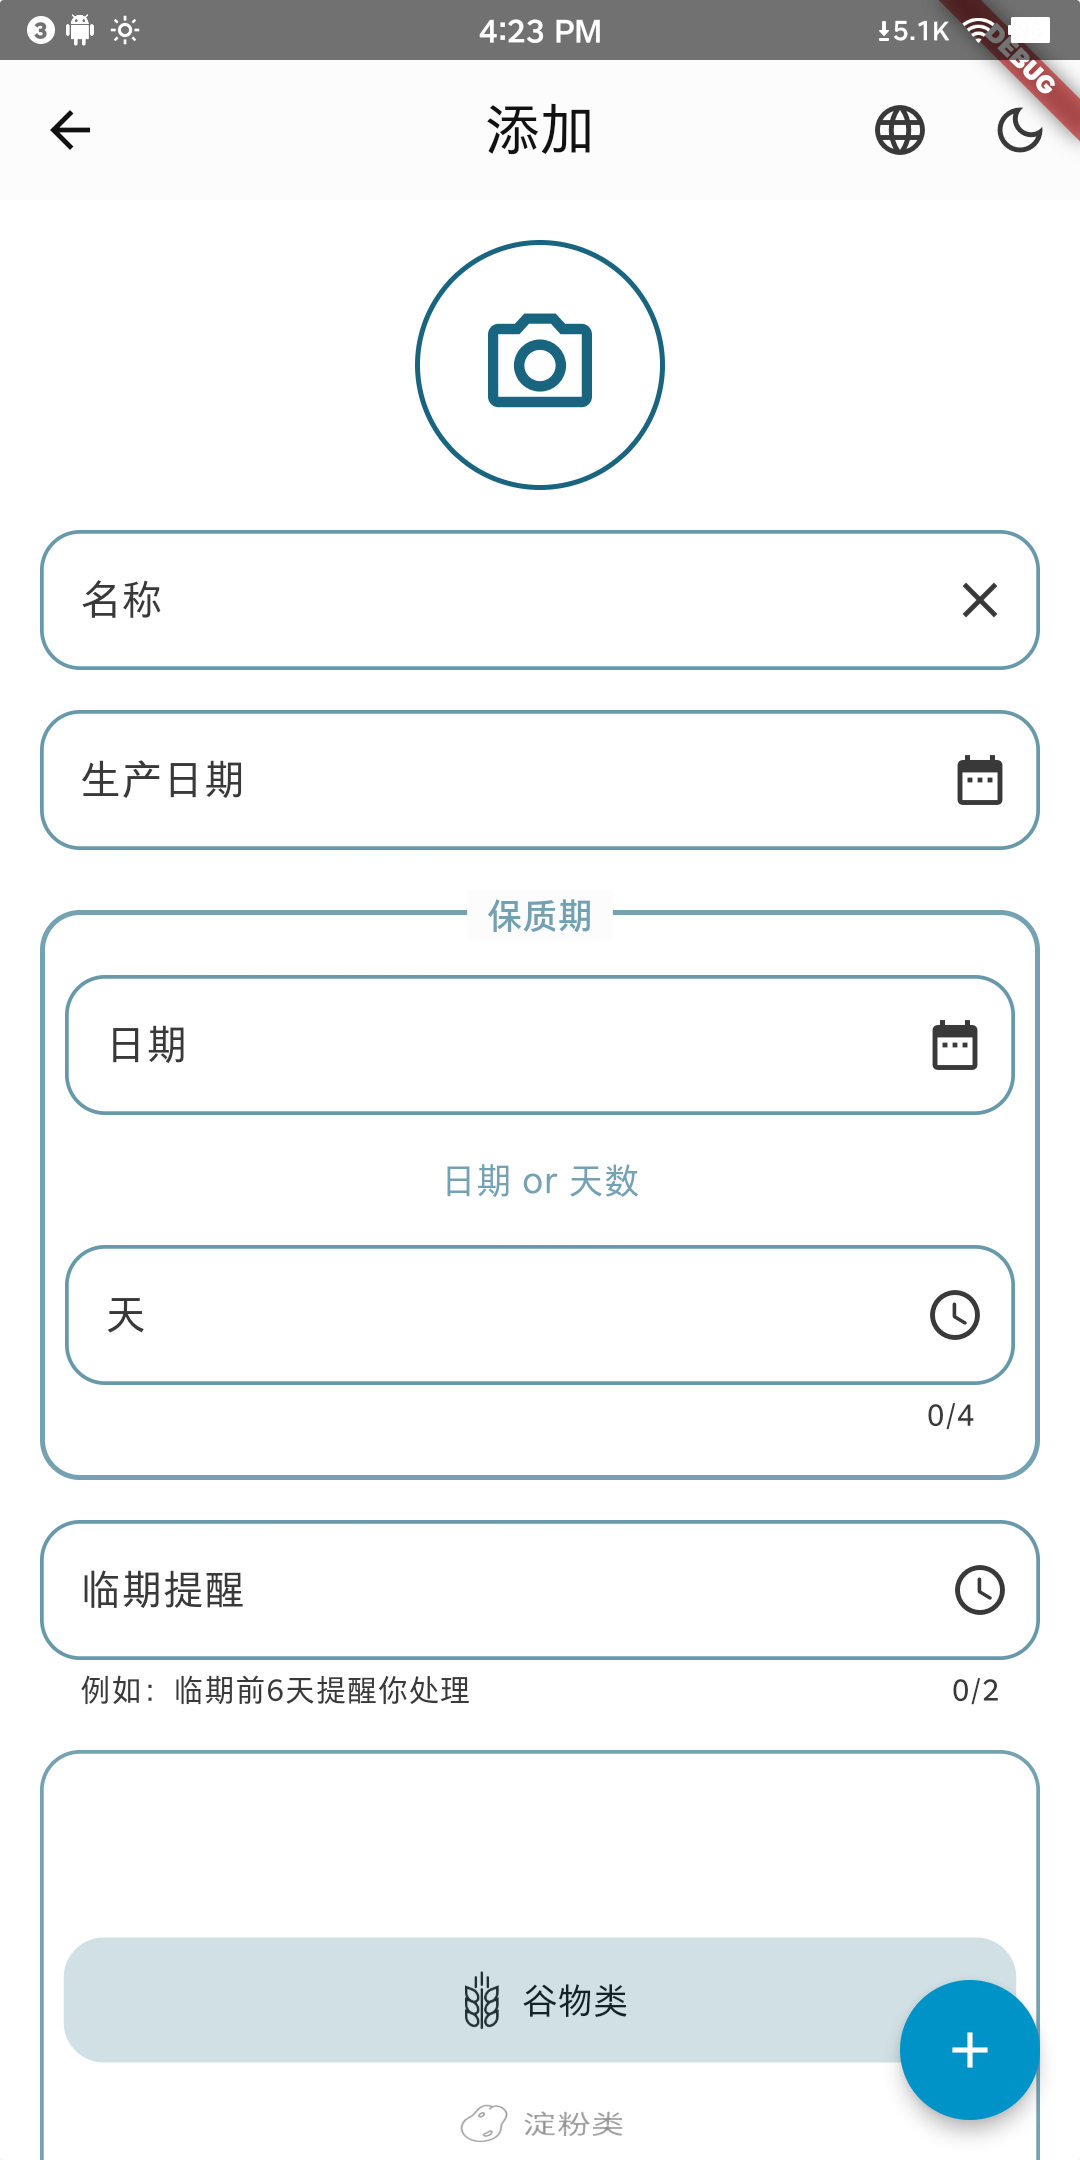 3 4:23 PM 5.1K
DEBUG
添加
名称
生产日期
保质期
日期
日期 or 天数
天
0/4
临期提醒
例如：临期前6天提醒你处理 0/2
谷物类
淀粉类